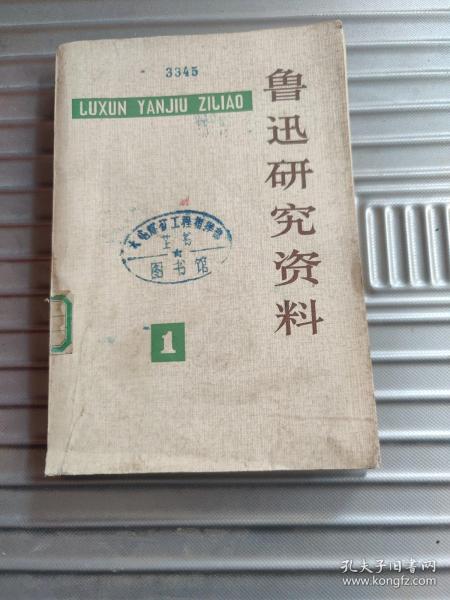 3345
LUXUN YANJIU ZILIAO
鲁迅研究资料
图书馆
1
孔夫子旧书网
www.kongfz.com